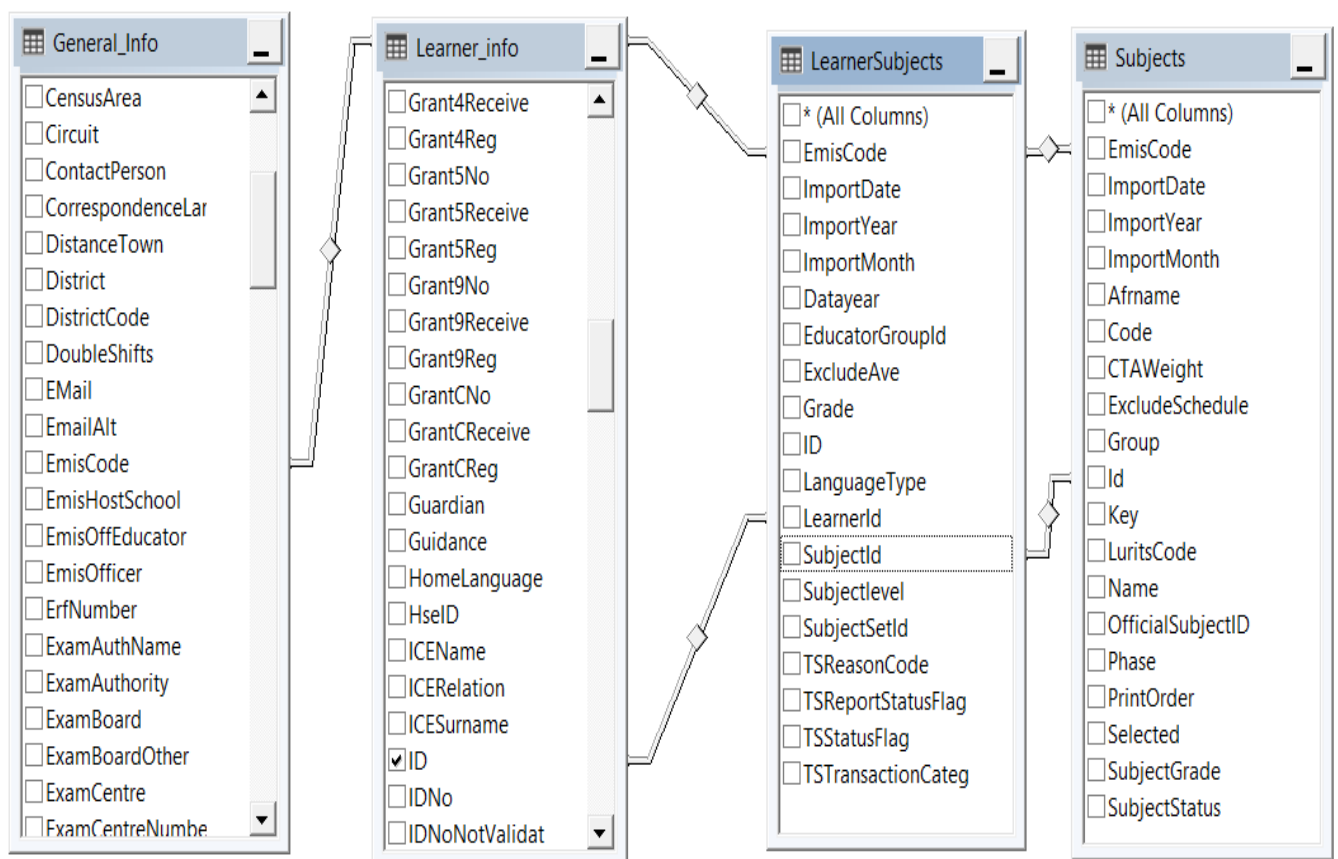 General_Info
CensusArea
Circuit
ContactPerson
CorrespondenceLar
DistanceTown
District
DistrictCode
DoubleShifts
EMail
EmailAlt
EmisCode
EmisHostSchool
EmisOffEducator
EmisOfficer
ErfNumber
ExamAuthName
ExamAuthority
ExamBoard
ExamBoardOther
ExamCentre
ExamCentreNumbe
Learner_info
Grant4Receive
Grant4Reg
Grant5No
Grant5Receive
Grant5Reg
Grant9No
Grant9Receive
Grant9Reg
GrantCNo
GrantCReceive
GrantCReg
Guardian
Guidance
HomeLanguage
HseID
ICEName
ICERelation
ICESurname
ID
IDNo
IDNoNotValidat
LearnerSubjects
* (All Columns)
EmisCode
ImportDate
ImportYear
ImportMonth
Datayear
EducatorGroupId
ExcludeAve
Grade
ID
LanguageType
LearnerId
SubjectId
Subjectlevel
SubjectSetId
TSReasonCode
TSReportStatusFlag
TSStatusFlag
TSTransactionCateg
Subjects
* (All Columns)
EmisCode
ImportDate
ImportYear
ImportMonth
Afrname
Code
CTAWeight
ExcludeSchedule
Group
Id
Key
LuritsCode
Name
OfficialSubjectID
Phase
PrintOrder
Selected
SubjectGrade
SubjectStatus